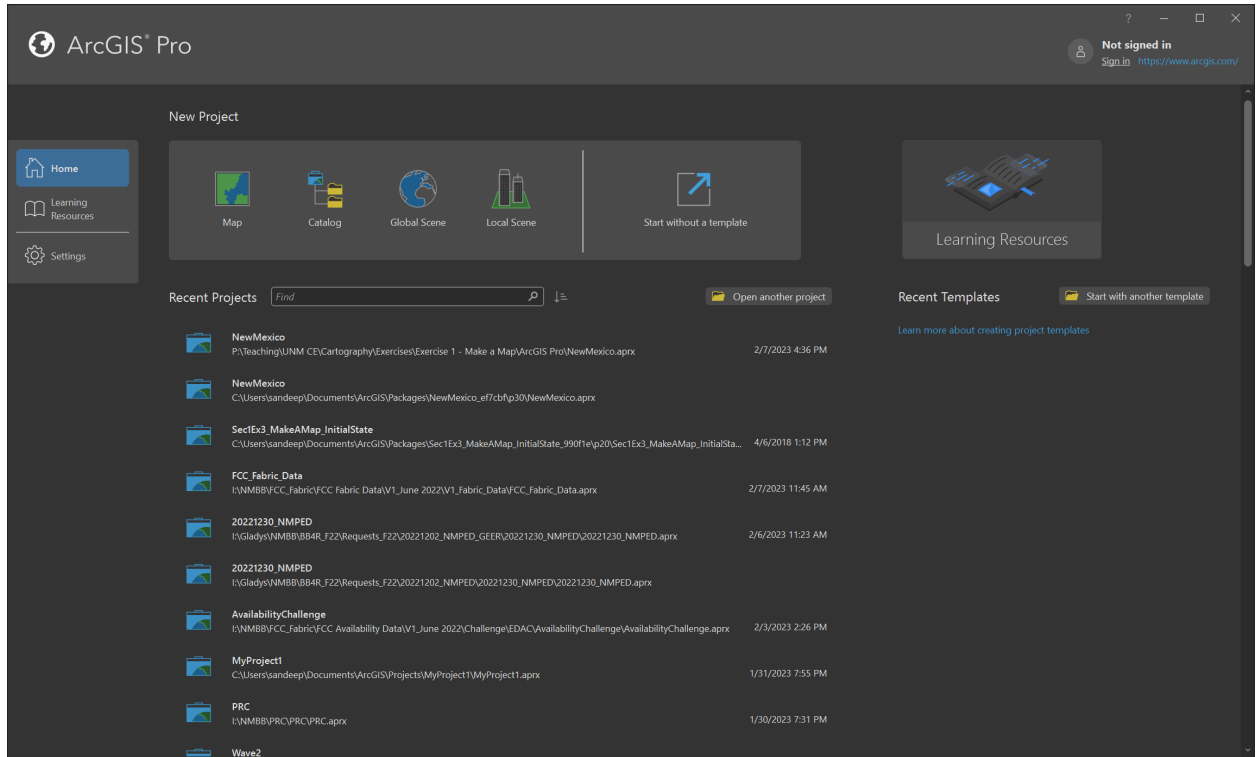 ArcGIS® Pro
?
Not signed in
Sign in https://www.arcgis.com/
Home
Learning
Resources
Settings
New Project
Map
Catalog
Global Scene
Local Scene
Start without a template
Learning Resources
Recent Projects
Find
Open another project
Recent Templates
Start with another template
Learn more about creating project templates
NewMexico
P:\Teaching\UNM CE\Cartography\Exercises\Exercise 1 - Make a Map\ArcGIS Pro\NewMexico.aprx
2/7/2023 4:36 PM
NewMexico
C:\Users\sandeep\Documents\ArcGIS\Packages\NewMexico_ef7cbf\p30\NewMexico.aprx
Sec1Ex3_MakeAMap_InitialState
C:\Users\sandeep\Documents\ArcGIS\Packages\Sec1Ex3_MakeAMap_InitialState_990f1e\p20\Sec1Ex3_MakeAMap_InitialSta...
4/6/2018 1:12 PM
FCC_Fabric_Data
I:\NMBB\FCC_Fabric\FCC Fabric Data\V1_June 2022\V1_Fabric_Data\FCC_Fabric_Data.aprx
2/7/2023 11:45 AM
20221230_NMPED
I:\Gladys\NMBB\BB4R_F22\Requests_F22\20221202_NMPED_GEER\20221230_NMPED\20221230_NMPED.aprx
2/6/2023 11:23 AM
20221230_NMPED
I:\Gladys\NMBB\BB4R_F22\Requests_F22\20221202_NMPED\20221230_NMPED\20221230_NMPED.aprx
AvailabilityChallenge
I:\NMBB\FCC_Fabric\FCC Availability Data\V1_June 2022\Challenge\EDAC\AvailabilityChallenge\AvailabilityChallenge.aprx
2/3/2023 2:26 PM
MyProject1
C:\Users\sandeep\Documents\ArcGIS\Projects\MyProject1\MyProject1.aprx
1/31/2023 7:55 PM
PRC
I:\NMBB\PRC\PRC\PRC.aprx
1/30/2023 7:31 PM
Wave2